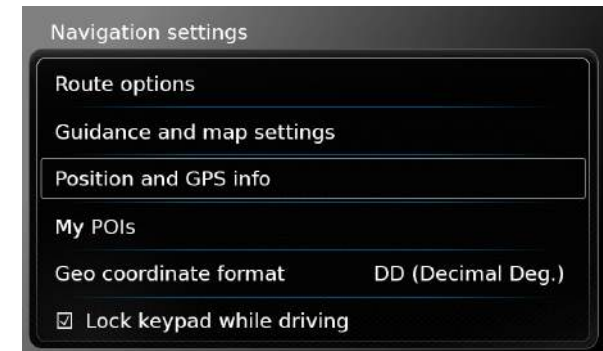 Navigation settings
Route options
Guidance and map settings
Position and GPS info
My POIs
Geo coordinate format DD (Decimal Deg.)
☑ Lock keypad while driving